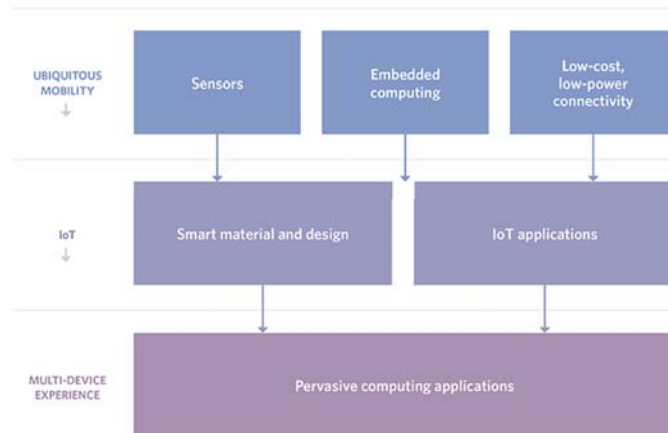 UBIQUITOUS
MOBILITY
Sensors
Embedded
computing
Low-cost,
low-power
connectivity
IoT
Smart material and design
IoT applications
MULTI-DEVICE
EXPERIENCE
Pervasive computing applications